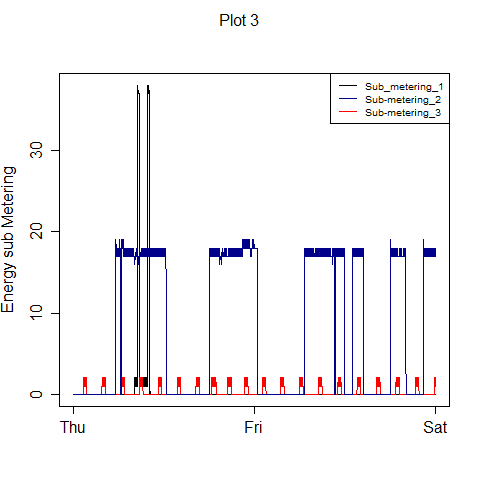 Plot 3
Sub_metering_1
Sub-metering_2
Sub-metering_3
Energy sub Metering
30
20
10
0
Thu Fri Sat